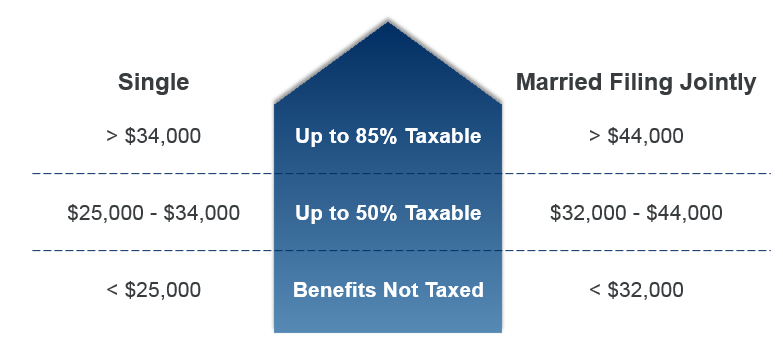 Single
Married Filing Jointly
> $34,000
Up to 85% Taxable
> $44,000
$25,000 - $34,000
Up to 50% Taxable
$32,000 - $44,000
< $25,000
Benefits Not Taxed
< $32,000